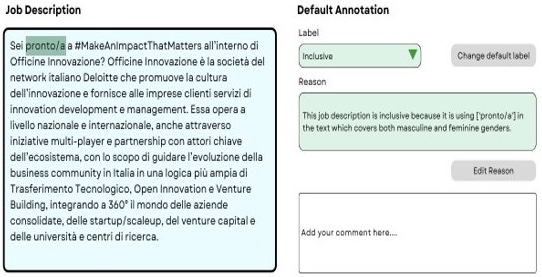 Job Description
Sei pronto/a a #MakeAnImpactThatMatters all'interno di
Officine Innovazione? Officine Innovazione è la società del
network italiano Deloitte che promuove la cultura
dell'innovazione e fornisce alle imprese clienti servizi di
innovation development e management. Essa opera a
livello nazionale e internazionale, anche attraverso
iniziative multi-player e partnership con attori chiave
dell'ecosistema, con lo scopo di guidare l'evoluzione della
business community in Italia in una logica più ampia di
Trasferimento Tecnologico, Open Innovation e Venture
Building, integrando a 360° il mondo delle aziende
consolidate, delle startup/scaleup, del venture capital e
delle università e centri di ricerca.
Default Annotation
Label
Inclusive
Change default label
Reason
This job description is inclusive because it is using ['pronto/a'] in
the text which covers both masculine and feminine genders.
Edit Reason
Add your comment here....